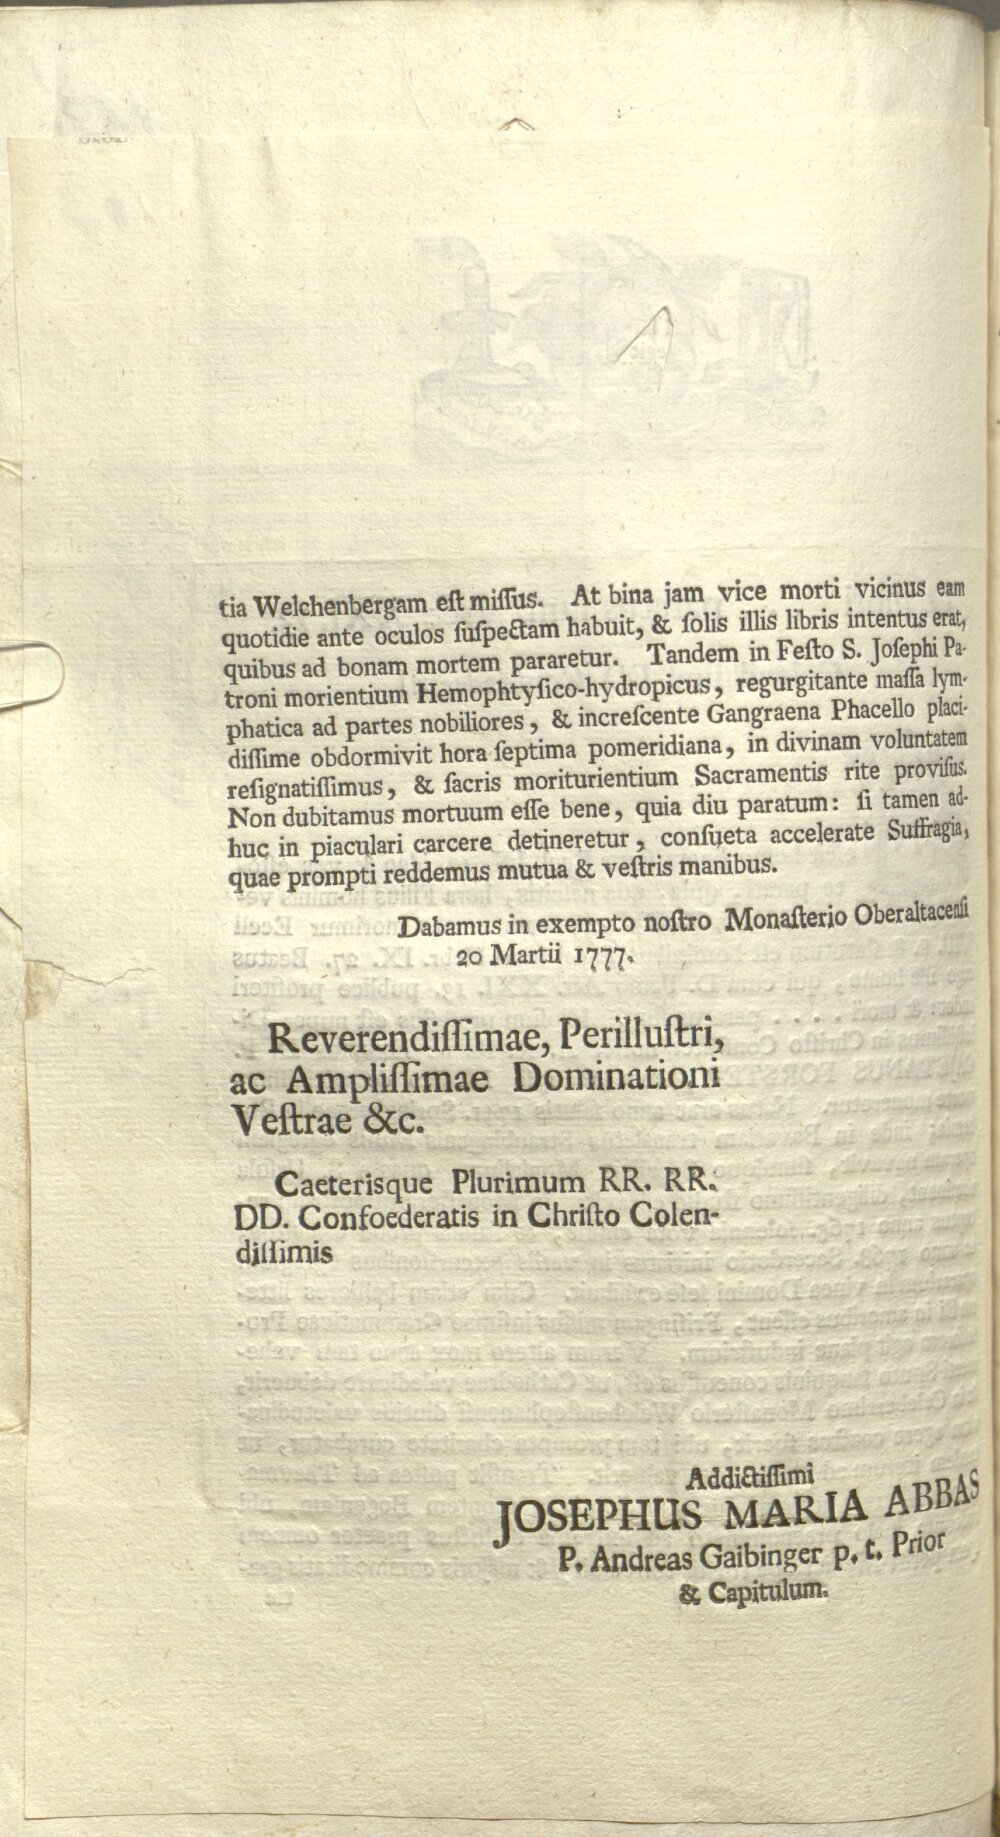 tia Welchenbergam eſt miſſus. At bina jam vice morti vicinus eam
quotidie ante oculos ſuſpectam habuit, & ſolis illis libris intentus erat,
quibus ad bonam mortem pararetur. Tandem in Feſto S. Joſephi Pa-
troni morientium Hemophtyſico-hydropicus, regurgitante maſſa lym-
phatica ad partes nobiliores, & increſcente Gangraena Phacello placi-
diſſime obdormivit hora ſeptima pomeridiana, in divinam voluntatem
reſignatiſſimus, & ſacris moriturientium Sacramentis rite proviſus.
Non dubitamus mortuum eſſe bene, quia diu paratum: ſi tamen ad-
huc in piaculari carcere detineretur, conſueta accelerate Suffragia,
quae prompti reddemus mutua & veſtris manibus.
Dabamus in exempto noſtro Monaſterio Oberaltacenſi
20 Martii 1777.
Reverendiſſimae, Perilluſtri,
ac Ampliſſimae Dominationi
Veſtrae &c.
Caeterisque Plurimum RR. RR.
DD. Confoederatis in Chriſto Colen-
diſſimis
Addictiſſimi
JOSEPHUS MARIA ABBAS
P. Andreas Gaibinger p. t. Prior
& Capitulum.